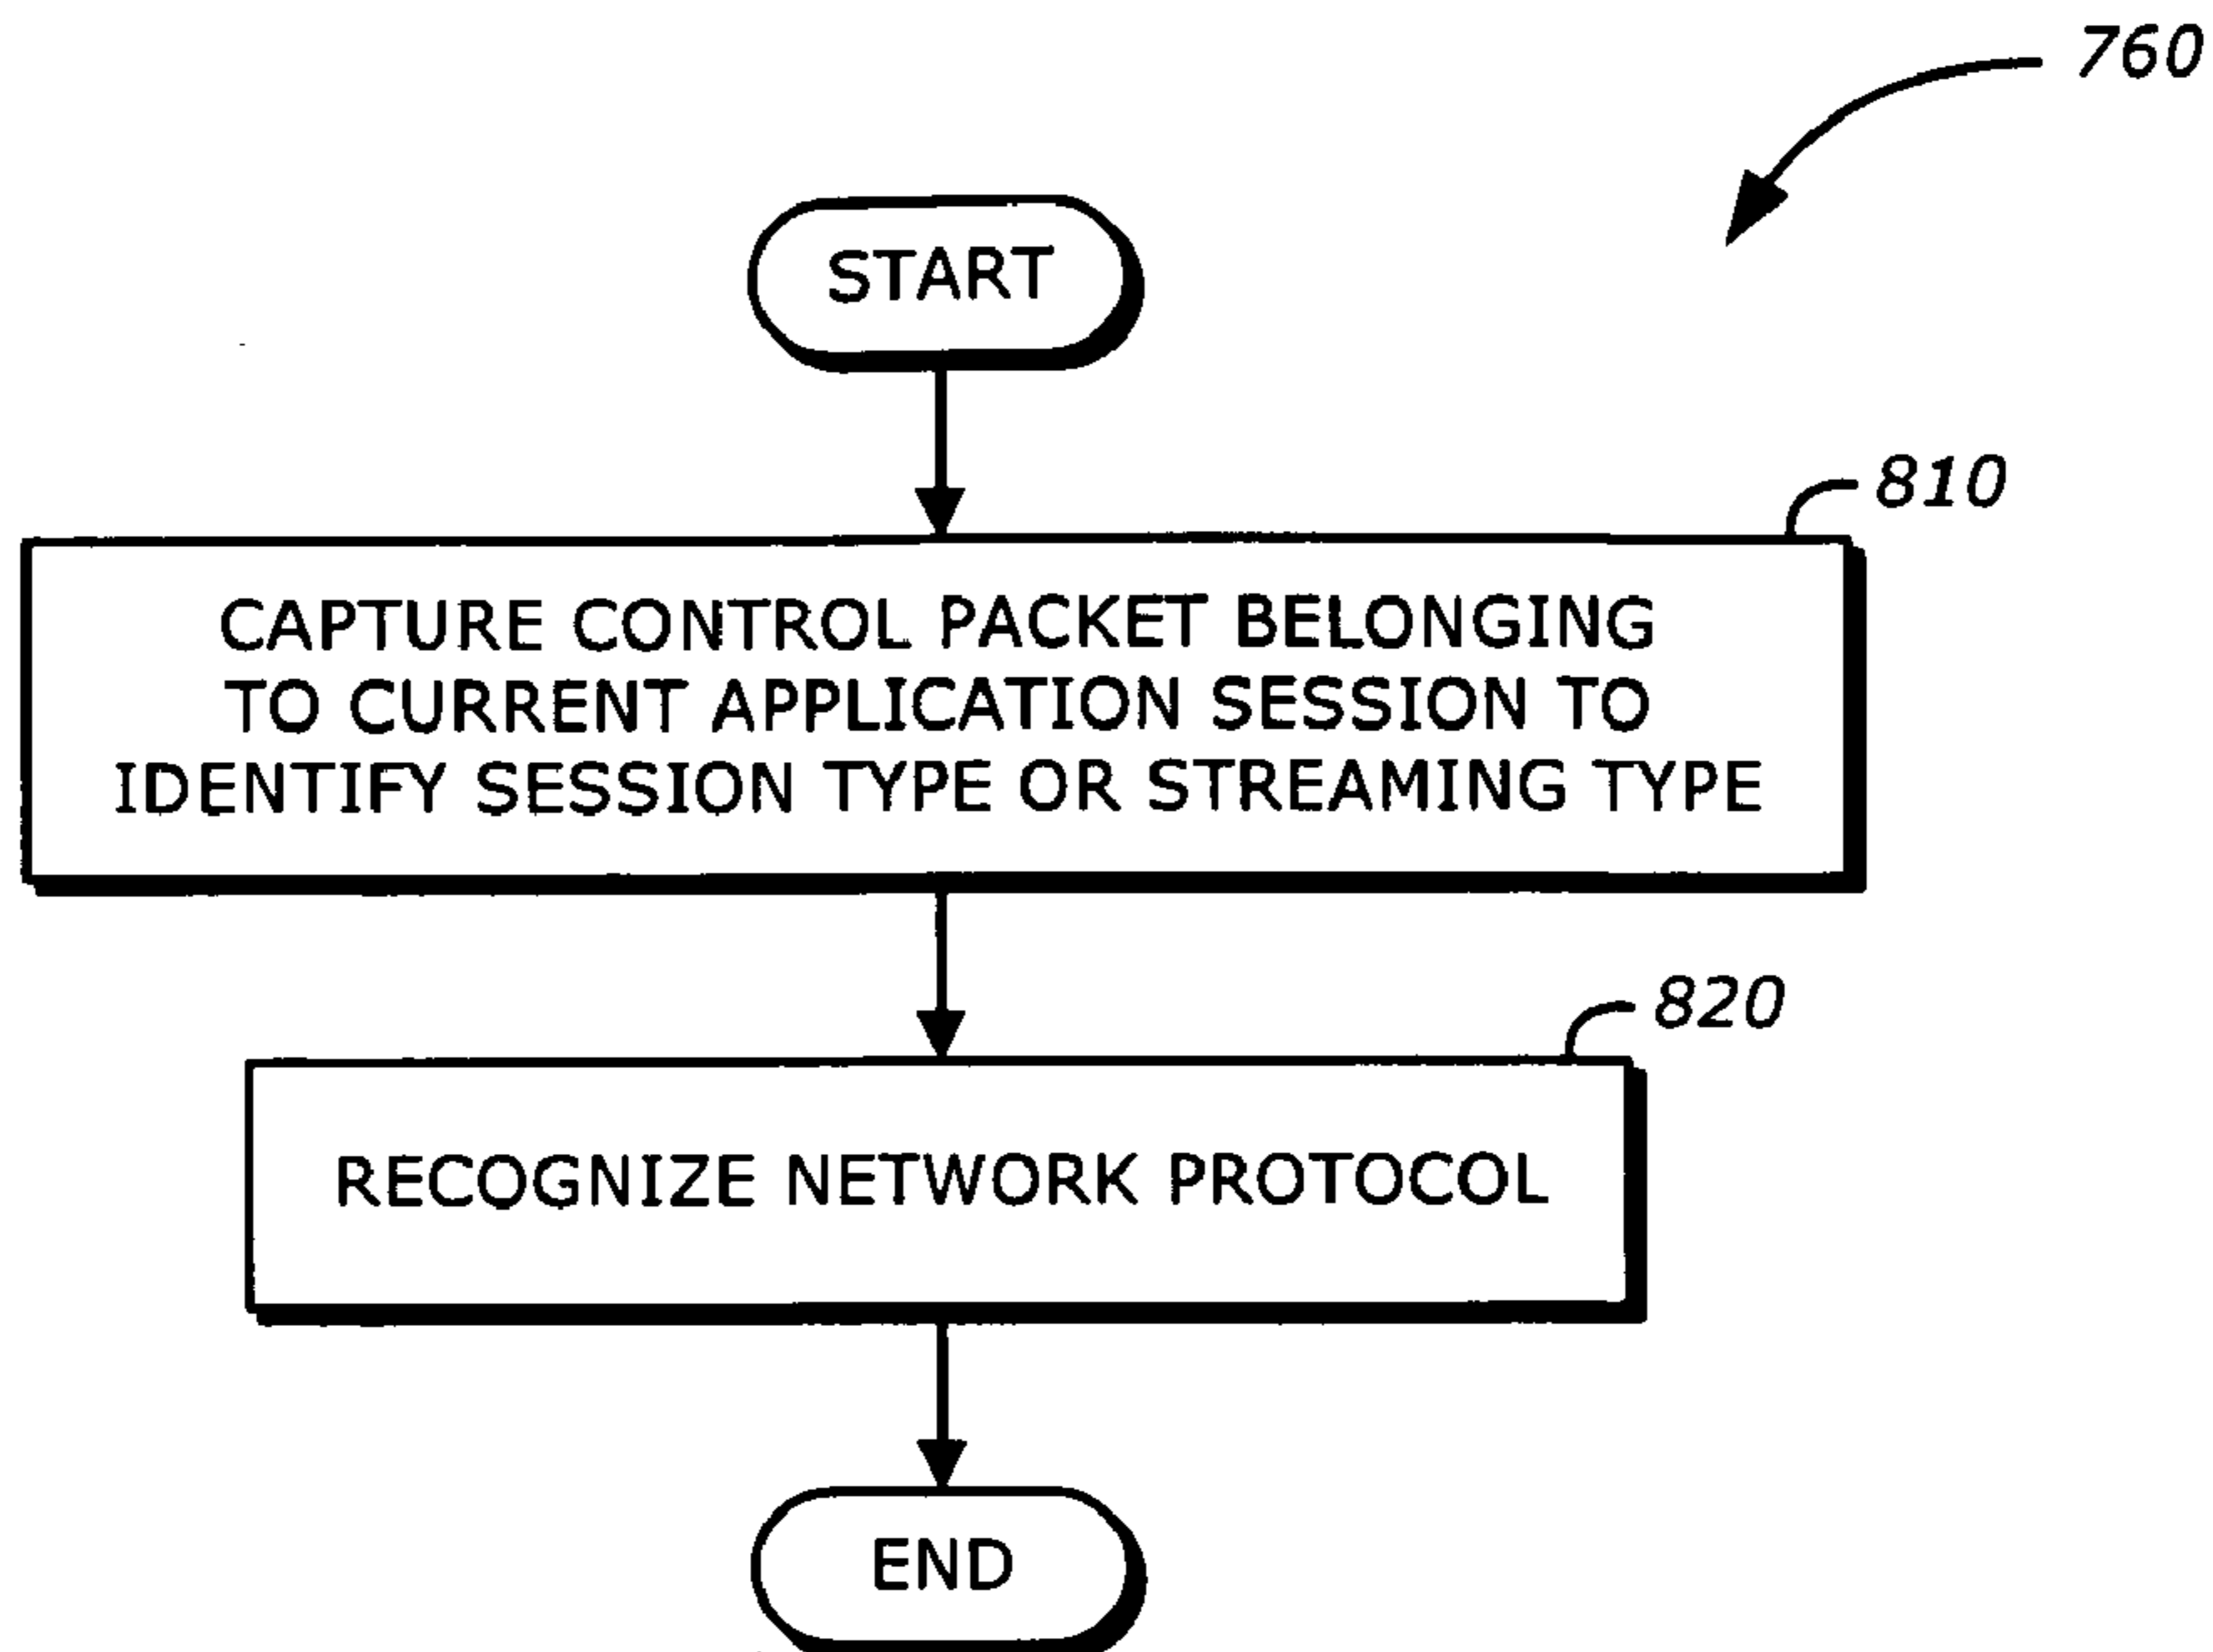 760
START
810
CAPTURE CONTROL PACKET BELONGING
TO CURRENT APPLICATION SESSION TO
IDENTIFY SESSION TYPE OR STREAMING TYPE
820
RECOGNIZE NETWORK PROTOCOL
END